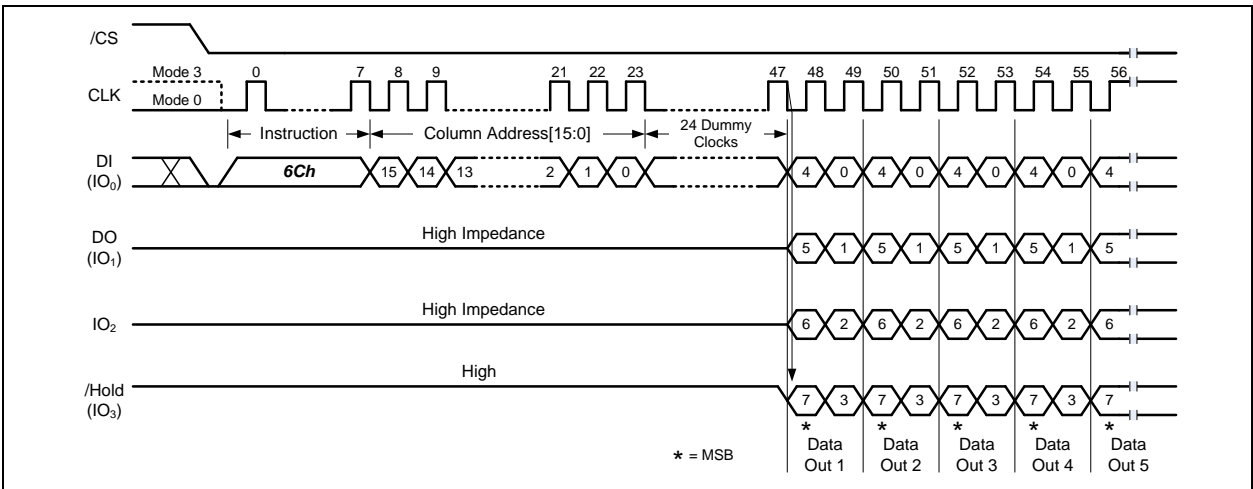 /CS
Mode 3 0 7 8 9 21 22 23 47 48 49 50 51 52 53 54 55 56
CLK Mode 0
Instruction Column Address[15:0] 24 Dummy
Clocks
DI
(IO₀) 6Ch 15 14 13 2 1 0 4 0 4 0 4 0 4 0 4
DO
(IO₁) High Impedance 5 1 5 1 5 1 5 1 5
IO₂ High Impedance 6 2 6 2 6 2 6 2 6
/Hold
(IO₃) High 7 3 7 3 7 3 7 3 7
* * * * *
* = MSB
Data
Out 1
Data
Out 2
Data
Out 3
Data
Out 4
Data
Out 5